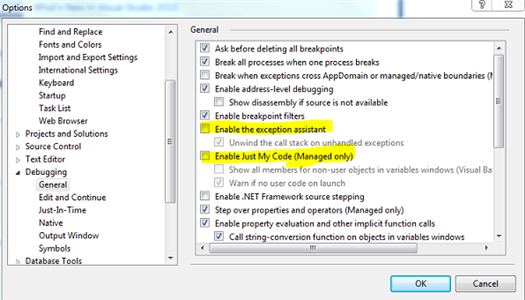 What's New in Visual Studio 2010
Options
Find and Replace
Fonts and Colors
Import and Export Settings
International Settings
Keyboard
Startup
Task List
Web Browser
Projects and Solutions
Source Control
Text Editor
Debugging
General
Edit and Continue
Just-In-Time
Native
Output Window
Symbols
Database Tools
General
Ask before deleting all breakpoints
Break all processes when one process breaks
Break when exceptions cross AppDomain or managed/native boundaries (M
Enable address-level debugging
Show disassembly if source is not available
Enable breakpoint filters
Enable the exception assistant
Unwind the call stack on unhandled exceptions
Enable Just My Code (Managed only)
Show all members for non-user objects in variables windows (Visual Ba
Warn if no user code on launch
Enable .NET Framework source stepping
Step over properties and operators (Managed only)
Enable property evaluation and other implicit function calls
Call string-conversion function on objects in variables windows
OK
Cancel